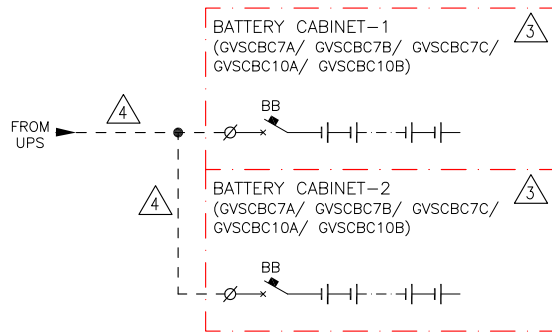 BATTERY CABINET-1
3
(GVSCBC7A/ GVSCBC7B/ GVSCBC7C/
GVSCBC10A/ GVSCBC10B)
4
BB
FROM
UPS
BATTERY CABINET-2
3
(GVSCBC7A/ GVSCBC7B/ GVSCBC7C/
4
GVSCBC10A/ GVSCBC10B)
BB